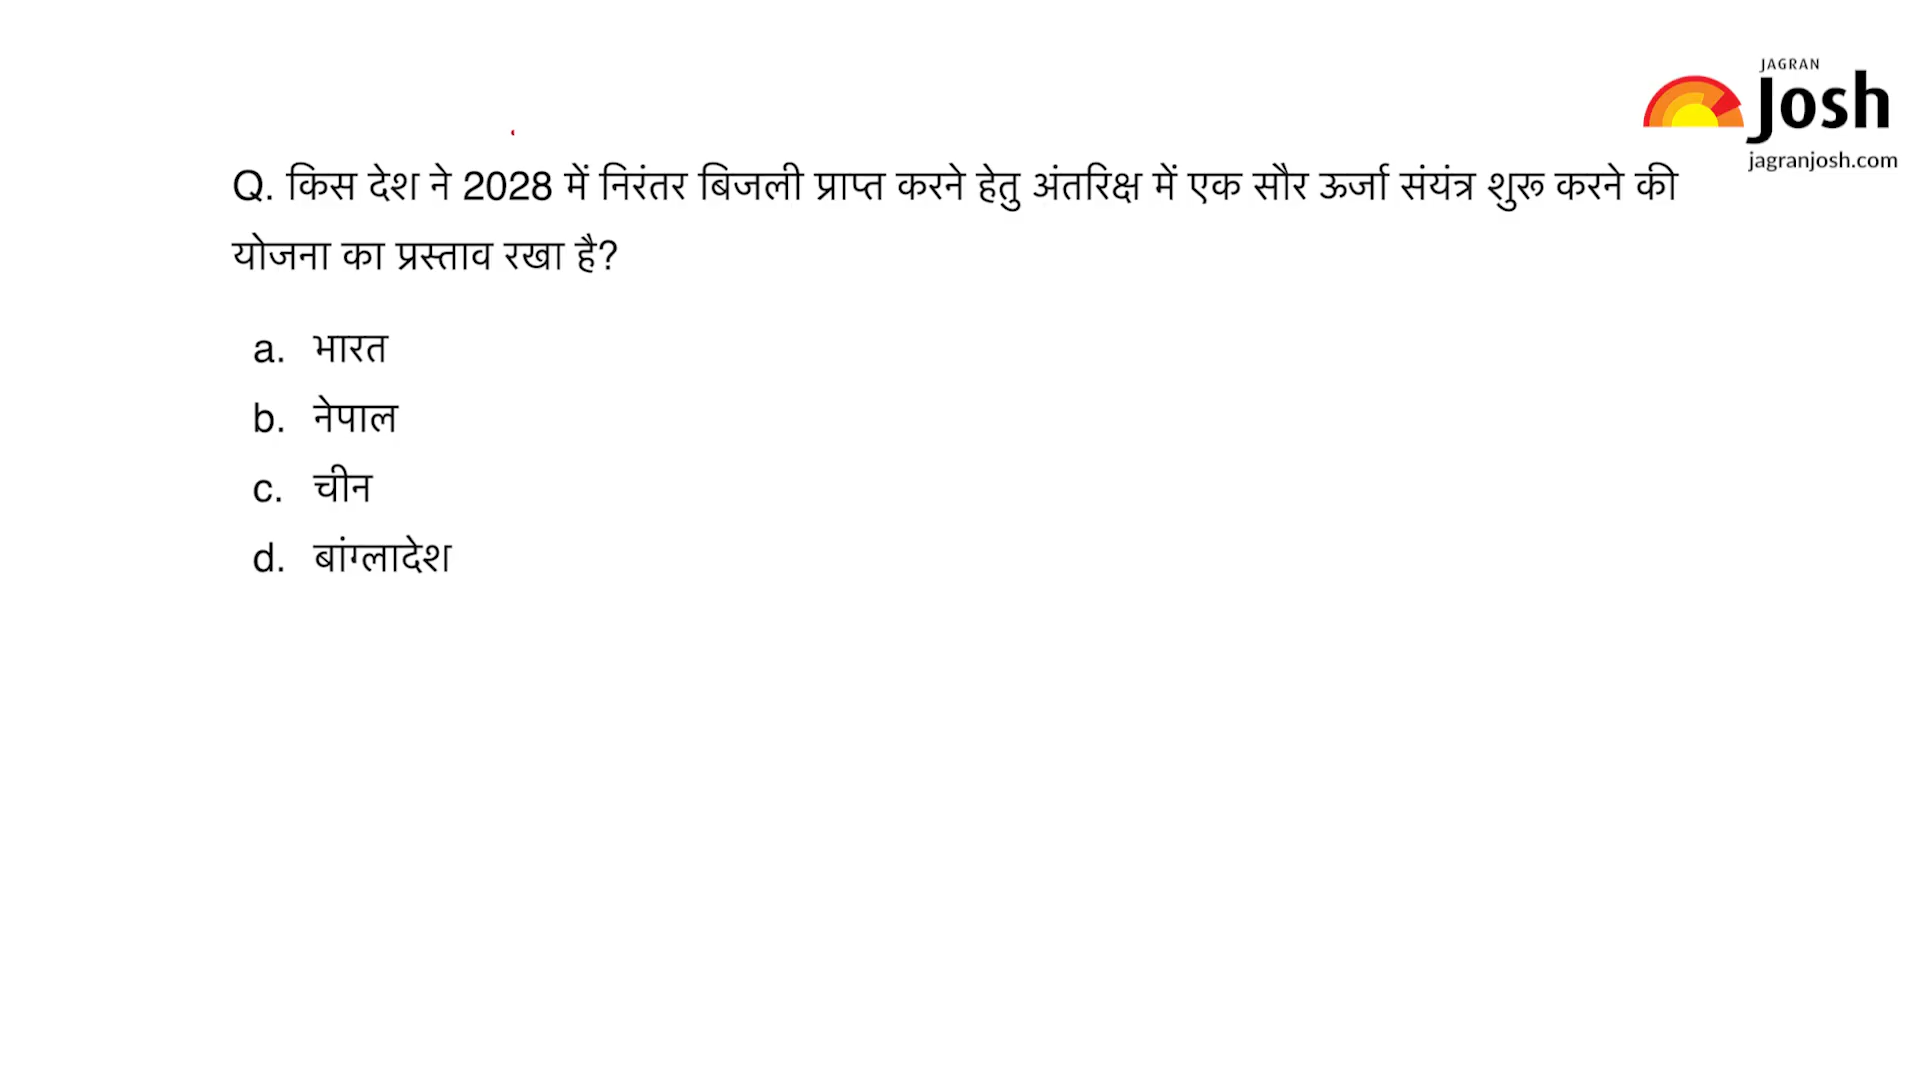 JAGRAN
Josh
jagranjosh.com
Q. किस देश ने 2028 में निरंतर बिजली प्राप्त करने हेतु अंतरिक्ष में एक सौर ऊर्जा संयंत्र शुरू करने की
योजना का प्रस्ताव रखा है?
a. भारत
b. नेपाल
c. चीन
d. बांग्लादेश